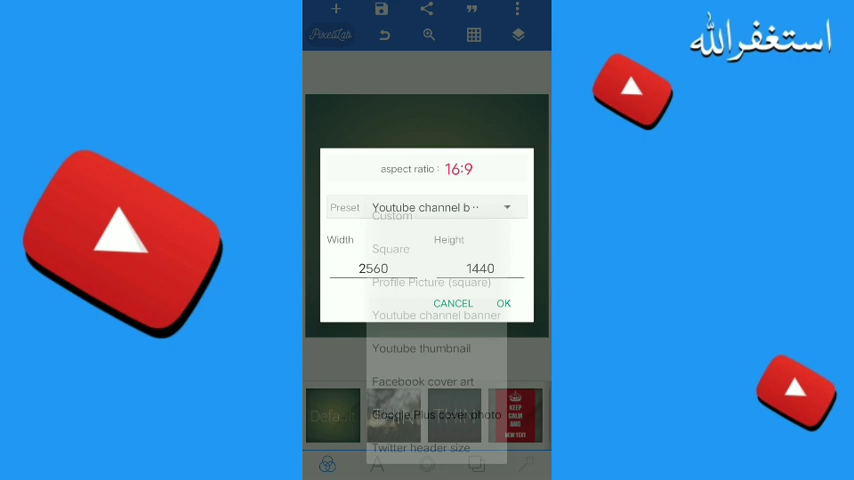 استغفرالله
PixelLab
aspect ratio : 16:9
Preset
Youtube channel b··
Custom
Width
Height
Square
2560
1440
Profile Picture (square)
CANCEL
OK
Youtube channel banner
Youtube thumbnail
Facebook cover art
Default
Google Plus cover photo
KEEP
CALM
AND
NEW TEXT
Twitter header size
A